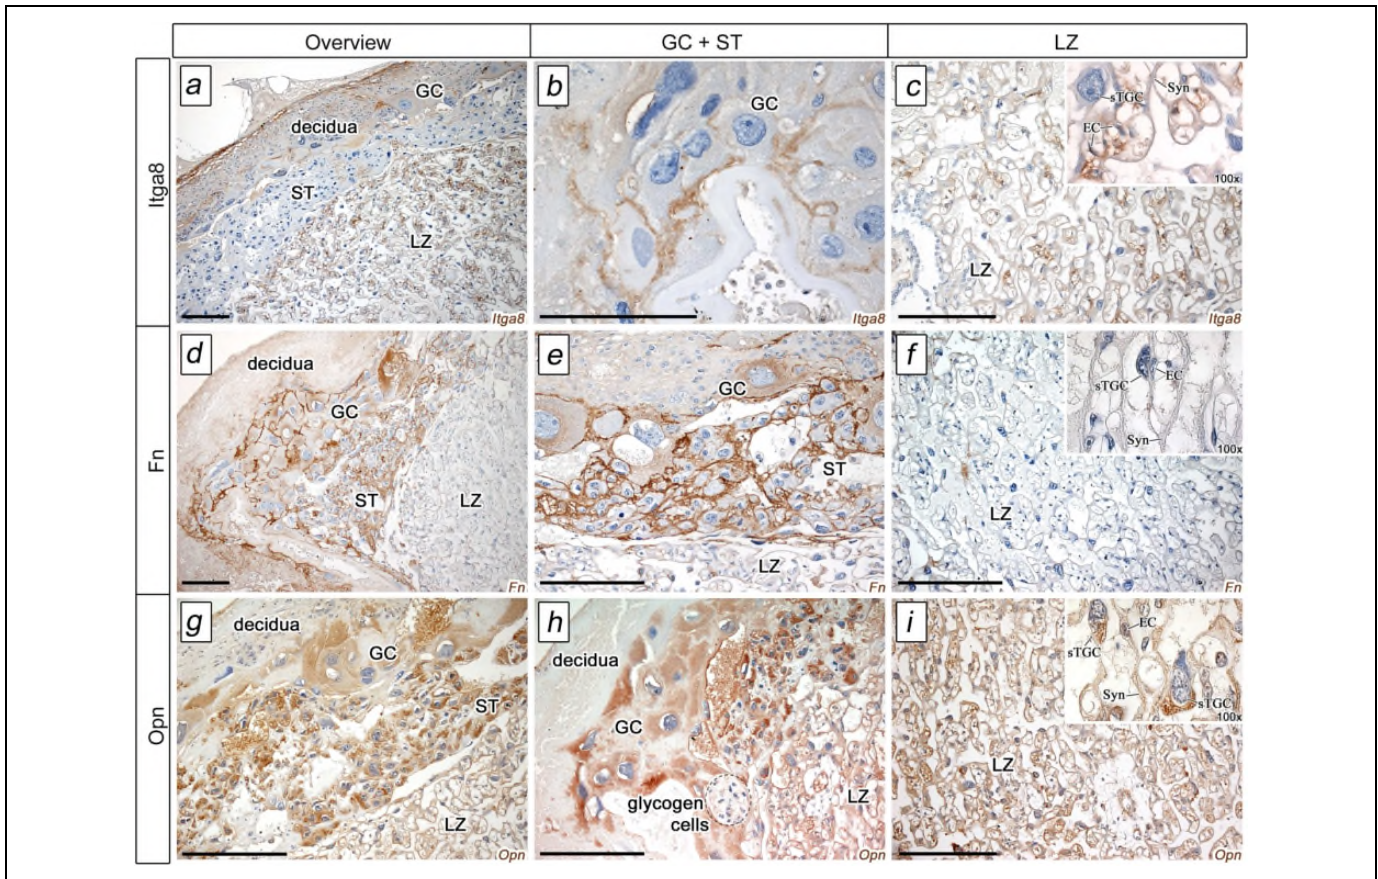 Overview
GC + ST
LZ
Itga8
a
GC
decidua
ST
LZ
Itga8
b
GC
Itga8
c
sTGC
Syn
EC
100x
LZ
Itga8
Fn
d
decidua
GC
ST
LZ
Fn
e
GC
ST
LZ
Fn
f
sTGC
EC
Syn
100x
LZ
Fn
Opn
g
decidua
GC
ST
LZ
Opn
h
decidua
GC
glycogen
cells
LZ
Opn
i
EC
sTGC
Syn
sTGC
100x
LZ
Opn